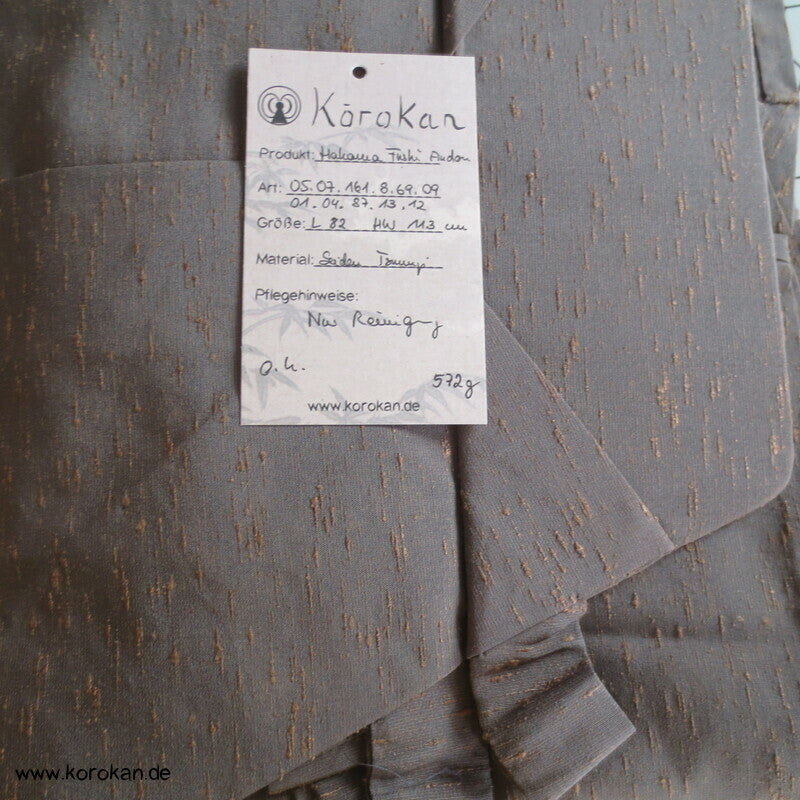 KōroKan
Produkt: Hakama Fushi Andon
Art: 05.07.161.8.69.09
01.04.87.13.12
Größe: L 82 HW 113 cm
Material: Seiden Tsumugi
Pflegehinweise:
Nur Reinigung
o.k.
572g
www.korokan.de
www.korokan.de